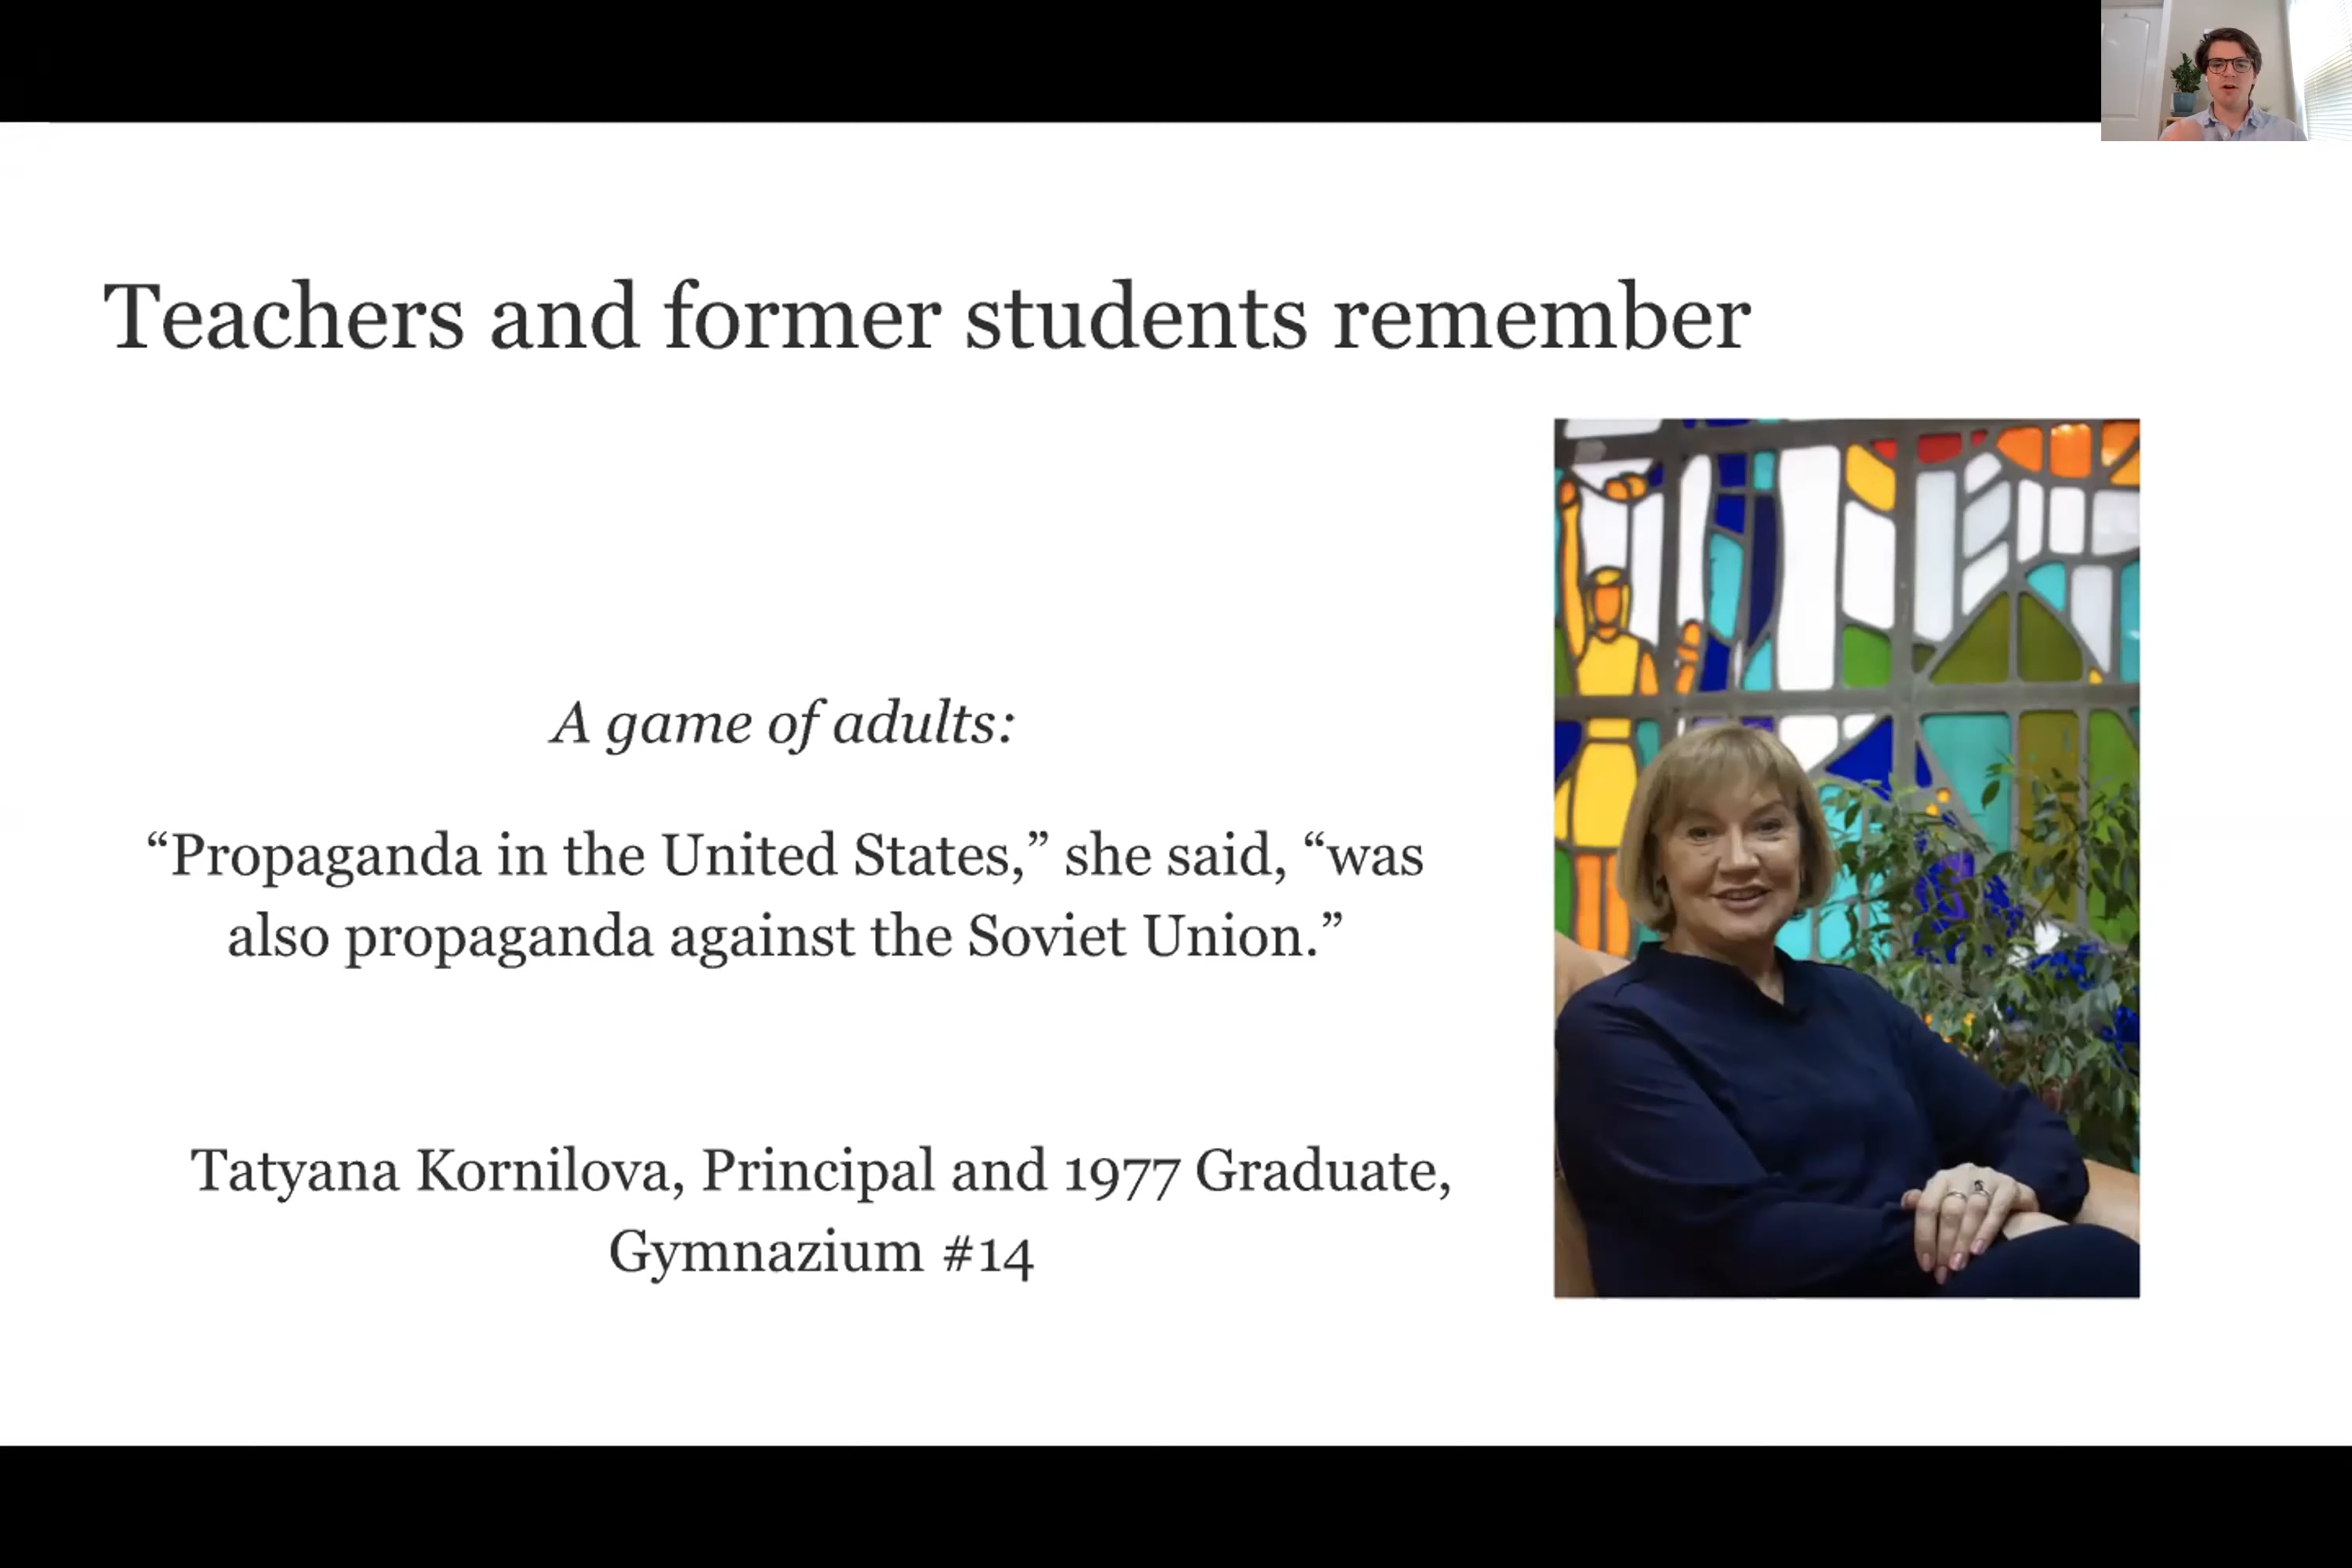 Teachers and former students remember
A game of adults:
“Propaganda in the United States,” she said, “was
also propaganda against the Soviet Union.”
Tatyana Kornilova, Principal and 1977 Graduate,
Gymnazium #14